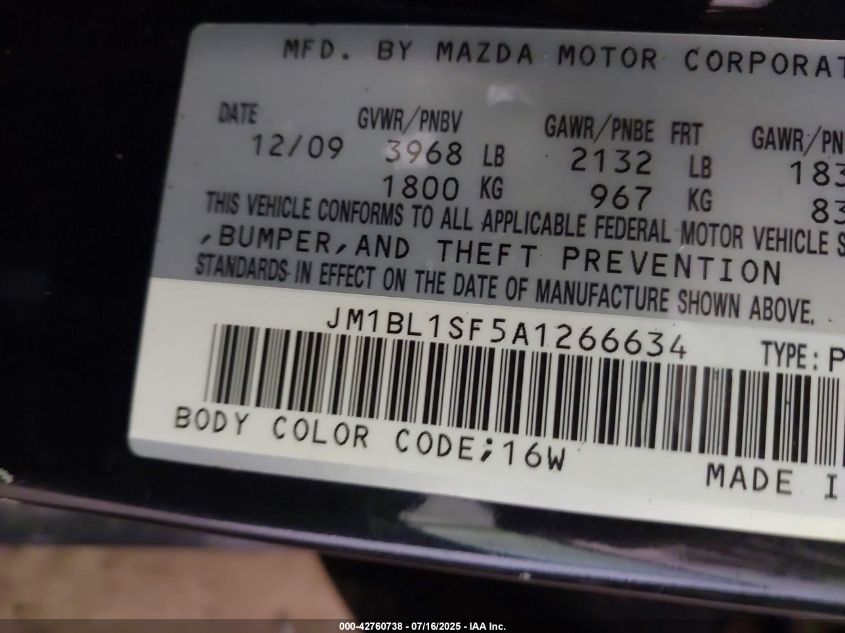 MFD. BY MAZDA MOTOR CORPORAT
DATE GVWR/PNBV GAWR/PNBE FRT GAWR/PN
12/09 3968 LB 2132 LB 183
1800 KG 967 KG 83
THIS VEHICLE CONFORMS TO ALL APPLICABLE FEDERAL MOTOR VEHICLE S
,BUMPER,AND THEFT PREVENTION
STANDARDS IN EFFECT ON THE DATE OF MANUFACTURE SHOWN ABOVE.
JM1BL1SF5A1266634 TYPE:P
BODY COLOR CODE;16W
MADE I
000-42760738 - 07/16/2025 - IAA Inc.